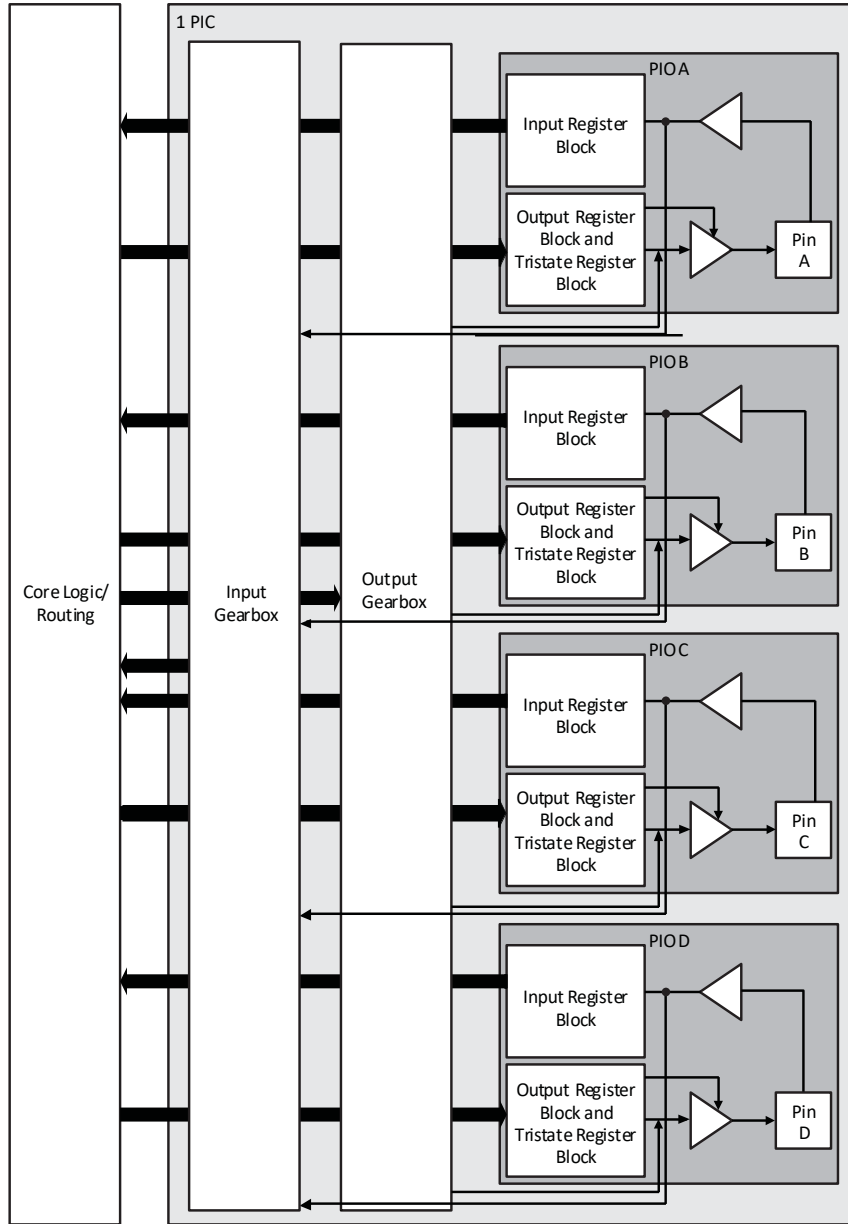 1 PIC
PIOA
Input Register
Block
Output Register
Block and
Tristate Register
Block
Pin
A
PIOB
Input Register
Block
Output Register
Block and
Tristate Register
Block
Pin
B
Core Logic/
Routing
Input
Gearbox
Output
Gearbox
PIOC
Input Register
Block
Output Register
Block and
Tristate Register
Block
Pin
C
PIOD
Input Register
Block
Output Register
Block and
Tristate Register
Block
Pin
D